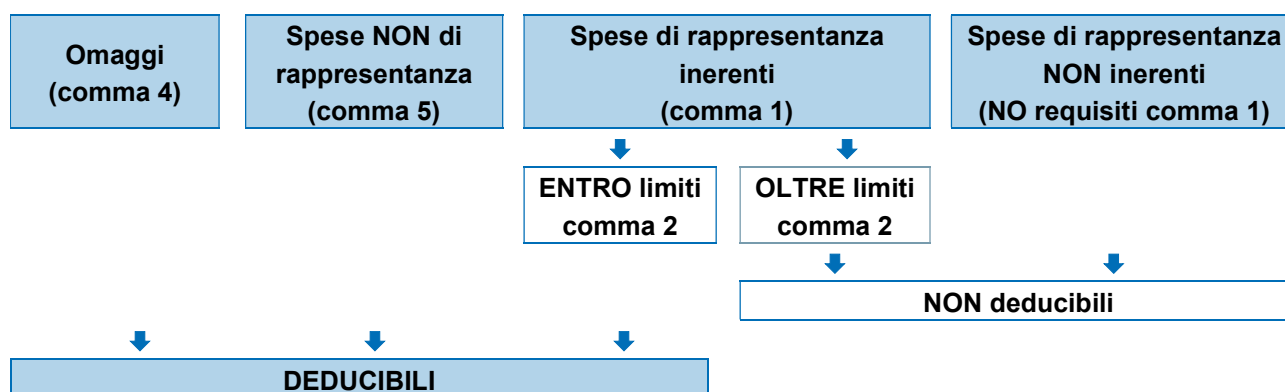 Omaggi
(comma 4)
Spese NON di
rappresentanza
(comma 5)
Spese di rappresentanza
inerenti
(comma 1)
Spese di rappresentanza
NON inerenti
(NO requisiti comma 1)
ENTRO limiti
comma 2
OLTRE limiti
comma 2
NON deducibili
DEDUCIBILI